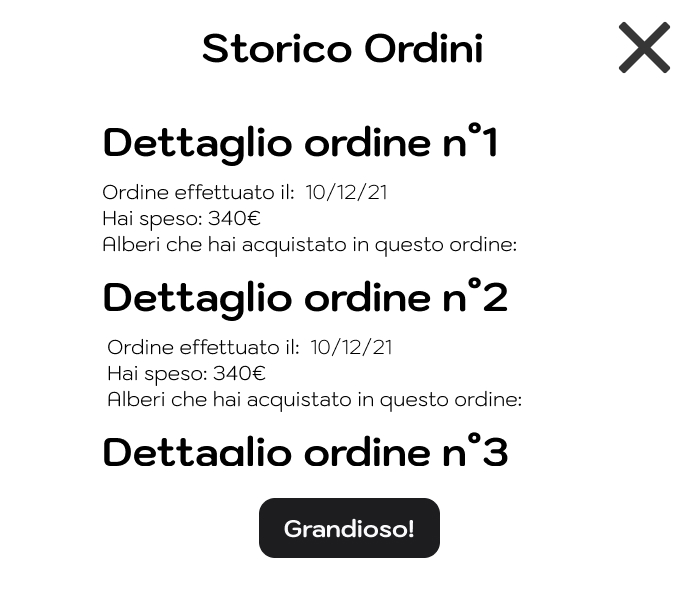 Storico Ordini
Dettaglio ordine n°1
Ordine effettuato il: 10/12/21
Hai speso: 340€
Alberi che hai acquistato in questo ordine:
Dettaglio ordine n°2
Ordine effettuato il: 10/12/21
Hai speso: 340€
Alberi che hai acquistato in questo ordine:
Dettaglio ordine n°3
Grandioso!